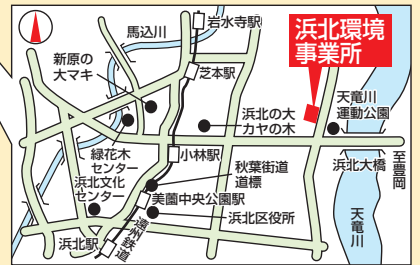 岩水寺駅
馬込川
浜北環境
事業所
新原の
大マキ
芝本駅
浜北の大
カヤの木
天竜川
運動公園
緑花木
センター
小林駅
浜北大橋
至豊岡
浜北文化
センター
秋葉街道
道標
美薗中央公園駅
浜北区役所
天竜川
浜北駅
遠州鉄道